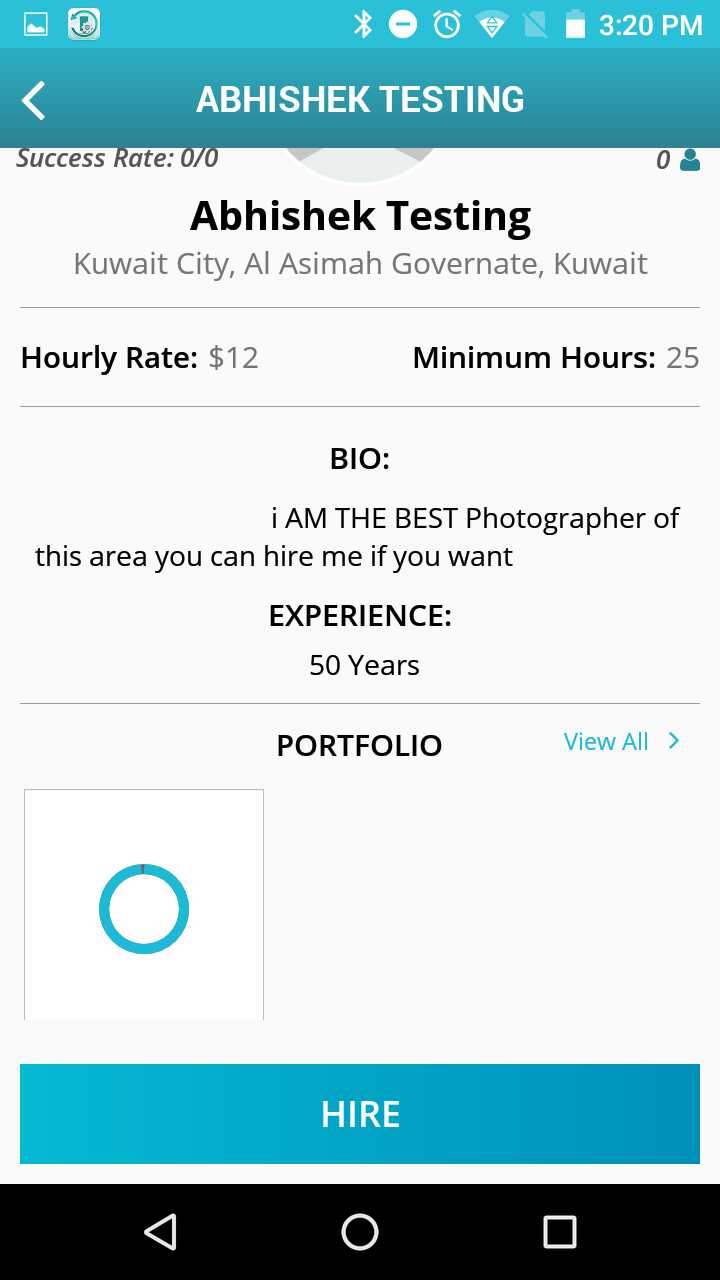 3:20 PM
ABHISHEK TESTING
Success Rate: 0/0
0
Abhishek Testing
Kuwait City, Al Asimah Governate, Kuwait
Hourly Rate: $12
Minimum Hours: 25
BIO:
i AM THE BEST Photographer of
this area you can hire me if you want
EXPERIENCE:
50 Years
PORTFOLIO
View All
HIRE